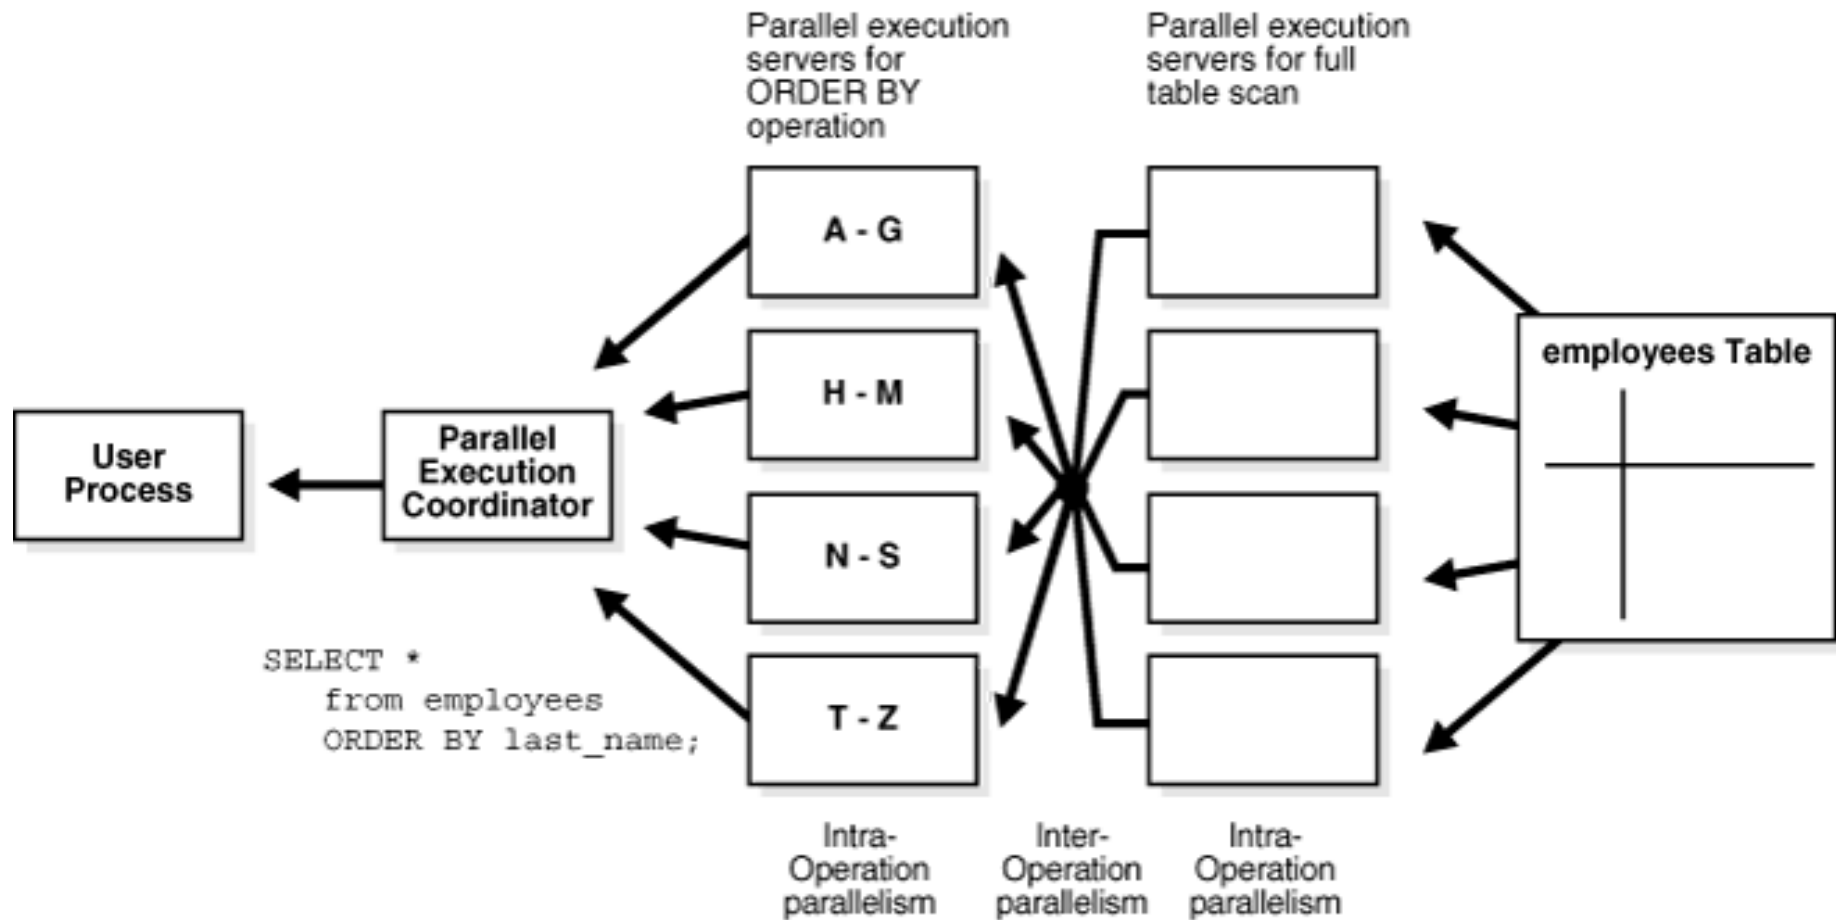 Parallel execution
servers for
ORDER BY
operation
Parallel execution
servers for full
table scan
A - G
H - M
N - S
T - Z
employees Table
User
Process
Parallel
Execution
Coordinator
SELECT *
from employees
ORDER BY last_name;
Intra-
Operation
parallelism
Inter-
Operation
parallelism
Intra-
Operation
parallelism